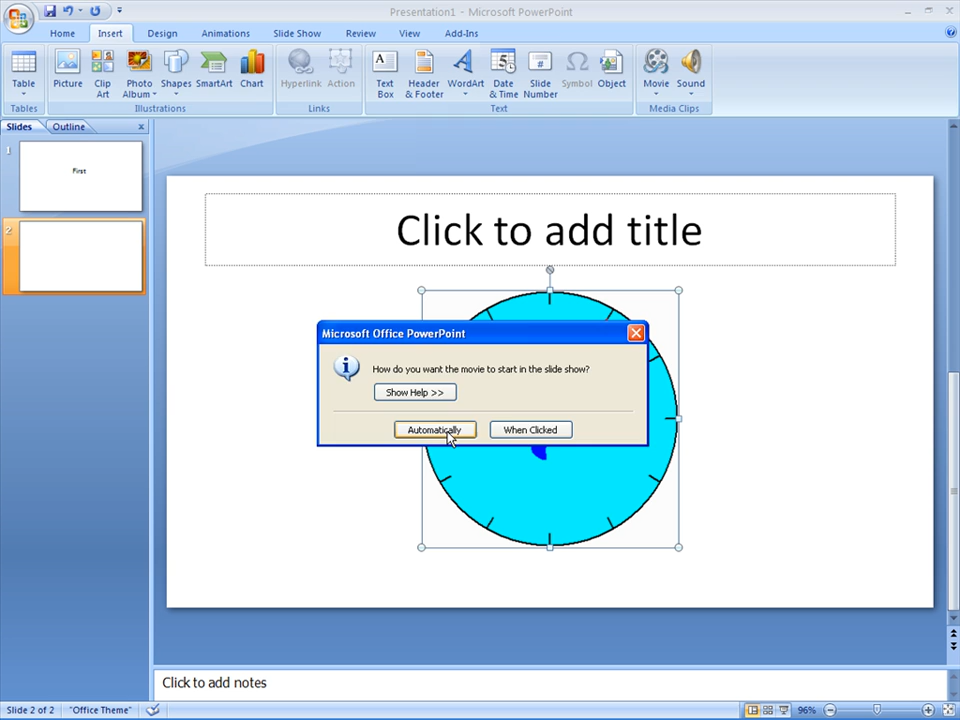 Presentation1 - Microsoft PowerPoint
Home Insert Design Animations Slide Show Review View Add-Ins
Table Picture Clip Art Photo Album Shapes SmartArt Chart Hyperlink Action Text Box Header & Footer WordArt Date & Time Slide Number Symbol Object Movie Sound
Tables Illustrations Links Text Media Clips
Slides Outline
1
First
2
Click to add title
Microsoft Office PowerPoint
How do you want the movie to start in the slide show?
Show Help >>
Automatically When Clicked
Click to add notes
Slide 2 of 2 "Office Theme" 96%